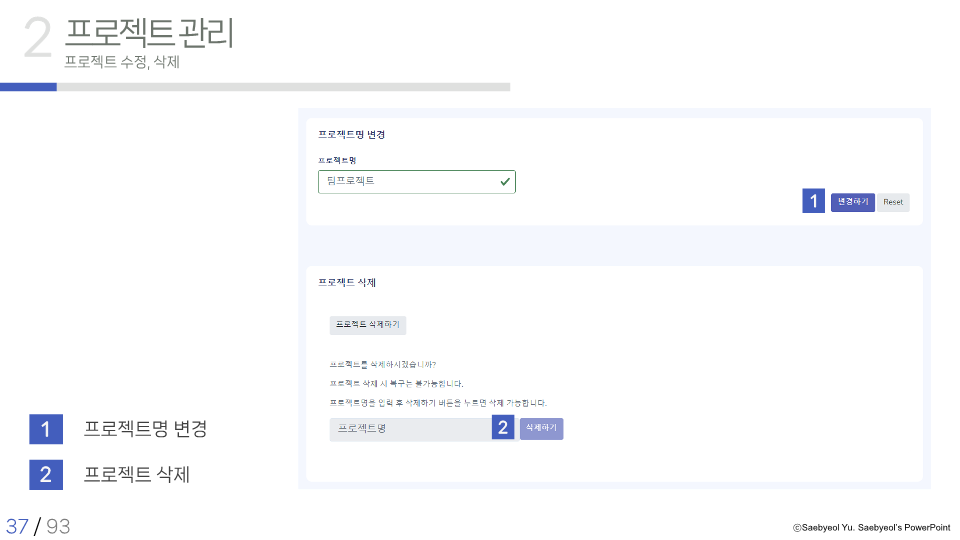 2
프로젝트 관리
프로젝트 수정, 삭제
프로젝트명 변경
프로젝트명
팀프로젝트
1
변경하기
Reset
프로젝트 삭제
프로젝트 삭제하기
프로젝트를 삭제하시겠습니까?
프로젝트 삭제 시 복구는 불가능합니다.
프로젝트명을 입력 후 삭제하기 버튼을 누르면 삭제 가능합니다.
프로젝트명
2
삭제하기
1 프로젝트명 변경
2 프로젝트 삭제
37 / 93
ⓒSaebyeol Yu. Saebyeol's PowerPoint